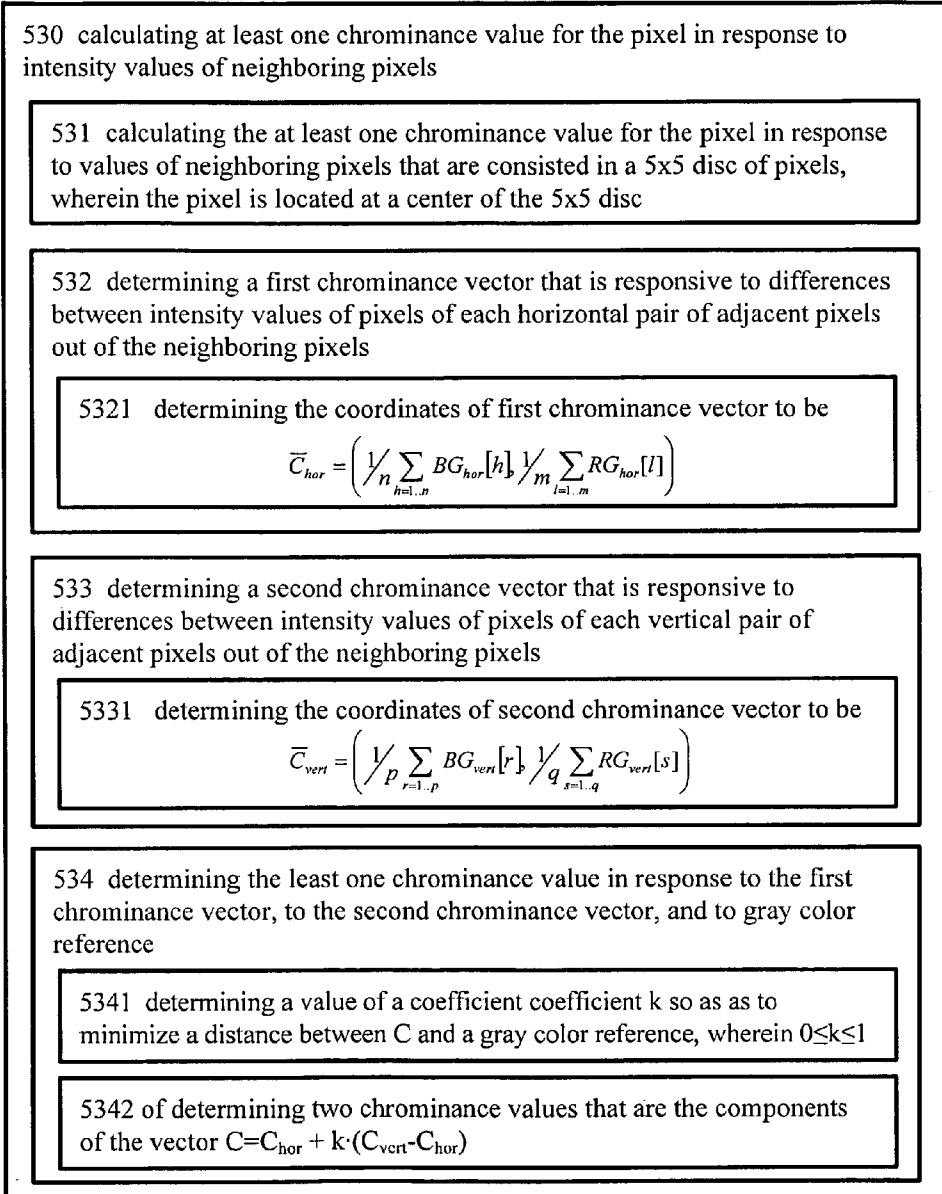 530 calculating at least one chrominance value for the pixel in response to
intensity values of neighboring pixels
531 calculating the at least one chrominance value for the pixel in response
to values of neighboring pixels that are consisted in a 5x5 disc of pixels,
wherein the pixel is located at a center of the 5x5 disc
532 determining a first chrominance vector that is responsive to differences
between intensity values of pixels of each horizontal pair of adjacent pixels
out of the neighboring pixels
5321 determining the coordinates of first chrominance vector to be
C̅_hor = (1/n ∑_{h=1..n} BG_hor[h], 1/m ∑_{l=1..m} RG_hor[l])
533 determining a second chrominance vector that is responsive to
differences between intensity values of pixels of each vertical pair of
adjacent pixels out of the neighboring pixels
5331 determining the coordinates of second chrominance vector to be
C̅_vert = (1/p ∑_{r=1..p} BG_vert[r], 1/q ∑_{s=1..q} RG_vert[s])
534 determining the least one chrominance value in response to the first
chrominance vector, to the second chrominance vector, and to gray color
reference
5341 determining a value of a coefficient coefficient k so as as to
minimize a distance between C and a gray color reference, wherein 0≤k≤1
5342 of determining two chrominance values that are the components
of the vector C=C_hor + k·(C_vert-C_hor)